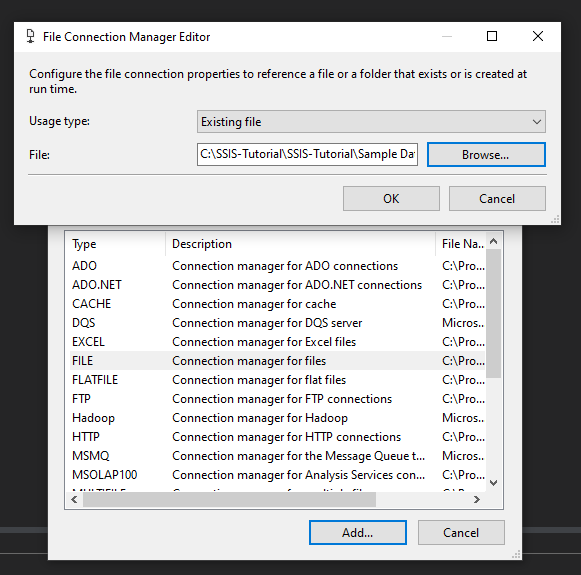 File Connection Manager Editor
Configure the file connection properties to reference a file or a folder that exists or is created at
run time.
Usage type: Existing file
File: C:\SSIS-Tutorial\SSIS-Tutorial\Sample Da Browse...
OK Cancel
Type Description File Na...
ADO Connection manager for ADO connections C:\Pro...
ADO.NET Connection manager for ADO.NET connections C:\Pro...
CACHE Connection manager for cache C:\Pro...
DQS Connection manager for DQS server Micros...
EXCEL Connection manager for Excel files C:\Pro...
FILE Connection manager for files C:\Pro...
FLATFILE Connection manager for flat files C:\Pro...
FTP Connection manager for FTP connections C:\Pro...
Hadoop Connection manager for Hadoop Micros...
HTTP Connection manager for HTTP connections C:\Pro...
MSMQ Connection manager for the Message Queue t... Micros...
MSOLAP100 Connection manager for Analysis Services con... C:\Pro...
Add... Cancel